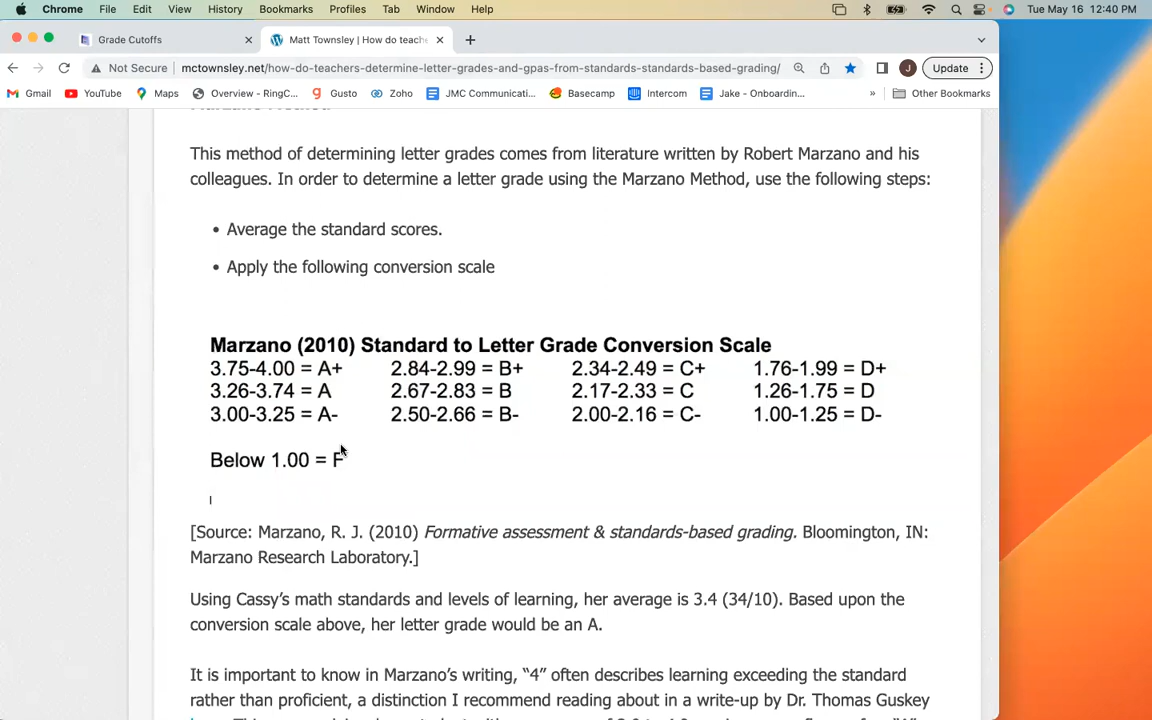 Chrome File Edit View History Bookmarks Profiles Tab Window Help Tue May 16 12:40 PM
Grade Cutoffs Matt Townsley | How do teach
Not Secure mctownsley.net/how-do-teachers-determine-letter-grades-and-gpas-from-standards-standards-based-grading/ J Update
Gmail YouTube Maps Overview - RingC... Gusto Zoho JMC Communicati... Basecamp Intercom Jake - Onboardin... » Other Bookmarks
This method of determining letter grades comes from literature written by Robert Marzano and his
colleagues. In order to determine a letter grade using the Marzano Method, use the following steps:
• Average the standard scores.
• Apply the following conversion scale
Marzano (2010) Standard to Letter Grade Conversion Scale
3.75-4.00 = A+ 2.84-2.99 = B+ 2.34-2.49 = C+ 1.76-1.99 = D+
3.26-3.74 = A 2.67-2.83 = B 2.17-2.33 = C 1.26-1.75 = D
3.00-3.25 = A- 2.50-2.66 = B- 2.00-2.16 = C- 1.00-1.25 = D-
Below 1.00 = F
[Source: Marzano, R. J. (2010) Formative assessment & standards-based grading. Bloomington, IN:
Marzano Research Laboratory.]
Using Cassy's math standards and levels of learning, her average is 3.4 (34/10). Based upon the
conversion scale above, her letter grade would be an A.
It is important to know in Marzano's writing, "4" often describes learning exceeding the standard
rather than proficient, a distinction I recommend reading about in a write-up by Dr. Thomas Guskey